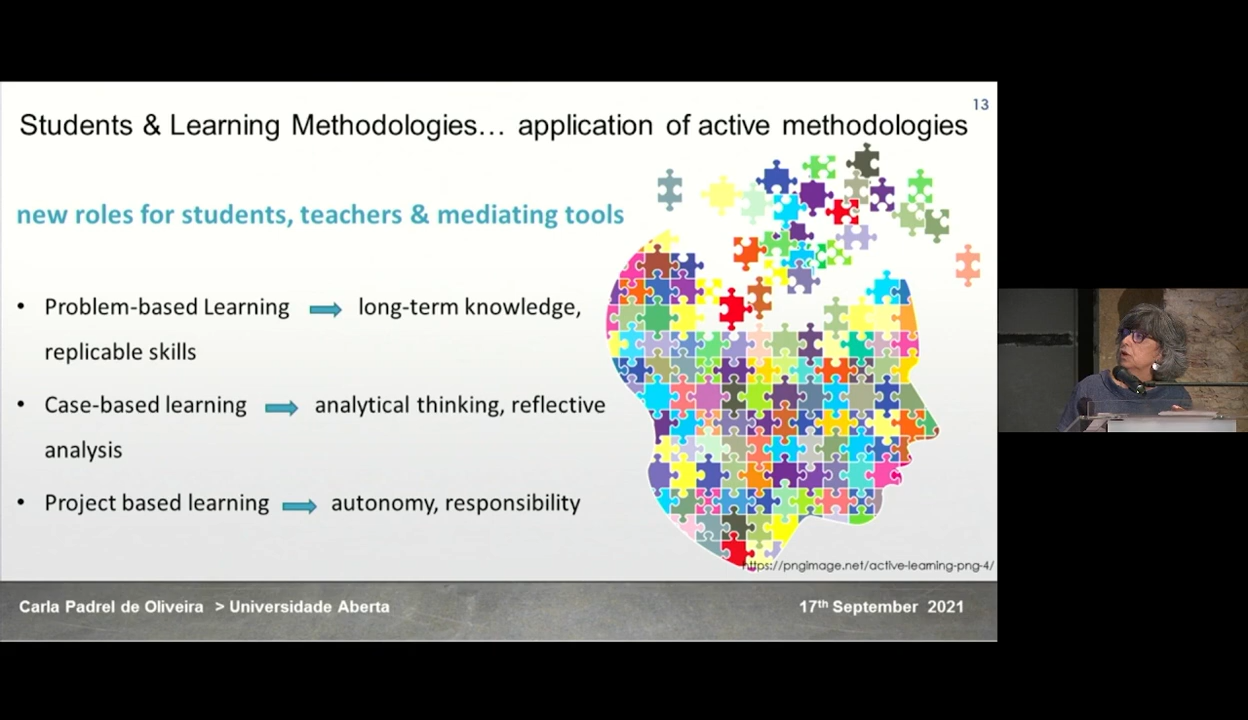 13
Students & Learning Methodologies… application of active methodologies
new roles for students, teachers & mediating tools
• Problem-based Learning long-term knowledge,
replicable skills
• Case-based learning analytical thinking, reflective
analysis
• Project based learning autonomy, responsibility
https://pngimage.net/active-learning-png-4/
Carla Padrel de Oliveira > Universidade Aberta
17th September 2021